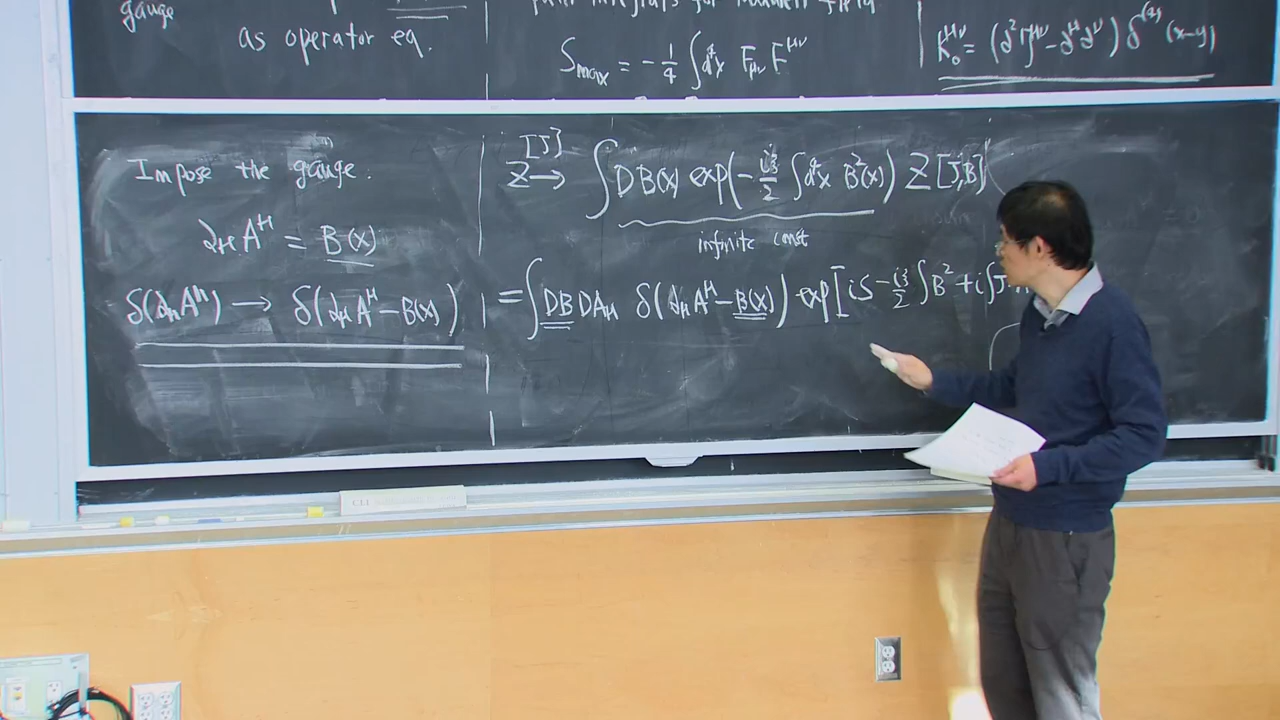 gauge
as operator eq.
S_max = -1/4 ∫d⁴x F_μν F^μν
K₀^μν = (∂²η^μν - ∂^μ∂^ν) δ^(4)(x-y)
Impose the gauge.
∂_μ A^μ = B(x)
δ(∂_μ A^μ) → δ(∂_μ A^μ - B(x))
Z[J] → ∫DB(x) exp(-iξ/2 ∫d⁴x B²(x)) Z[J,B]
infinite const
= ∫DB DA_μ δ(∂_μ A^μ - B(x)) exp[iS - iξ/2 ∫B² + i∫J